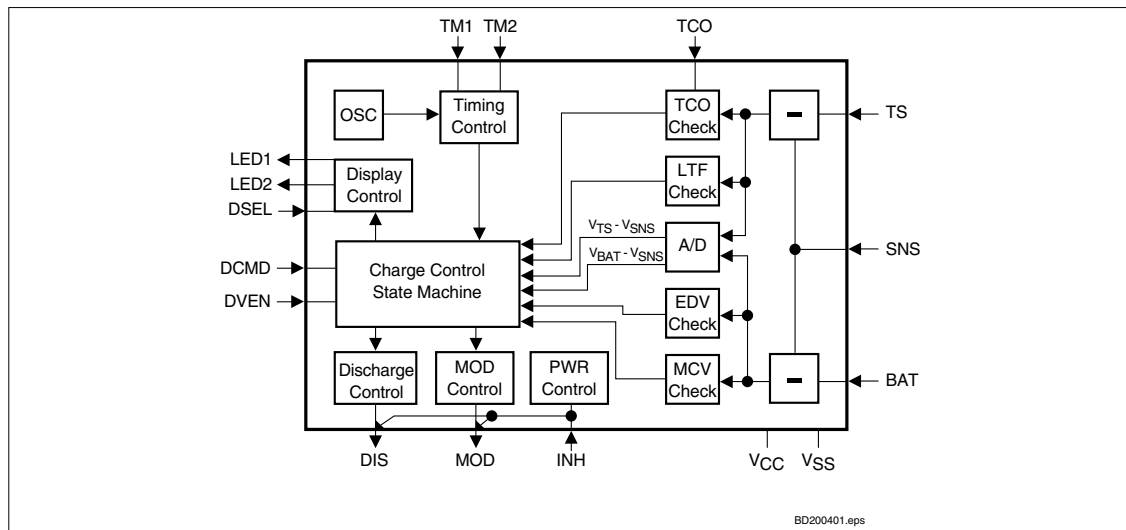 TM1 TM2 TCO
OSC
Timing
Control
TCO
Check
TS
LED1
LED2
DSEL
Display
Control
LTF
Check
VTS - VSNS
VBAT - VSNS
A/D
SNS
DCMD
DVEN
Charge Control
State Machine
EDV
Check
Discharge
Control
MOD
Control
PWR
Control
MCV
Check
BAT
DIS MOD INH VCC VSS
BD200401.eps